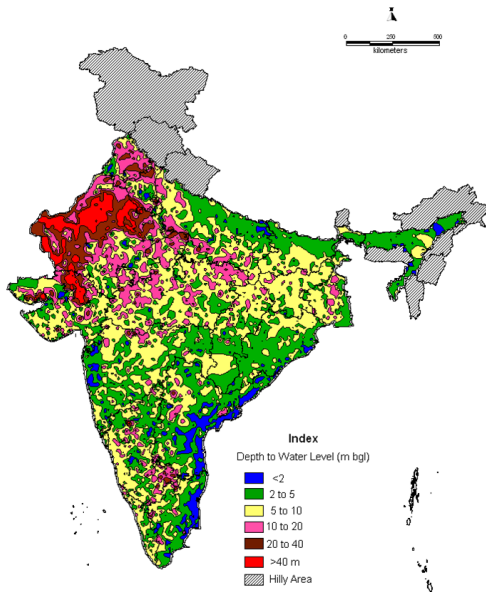 0 250 500
kilometers
Index
Depth to Water Level (m bgl)
<2
2 to 5
5 to 10
10 to 20
20 to 40
>40 m
Hilly Area